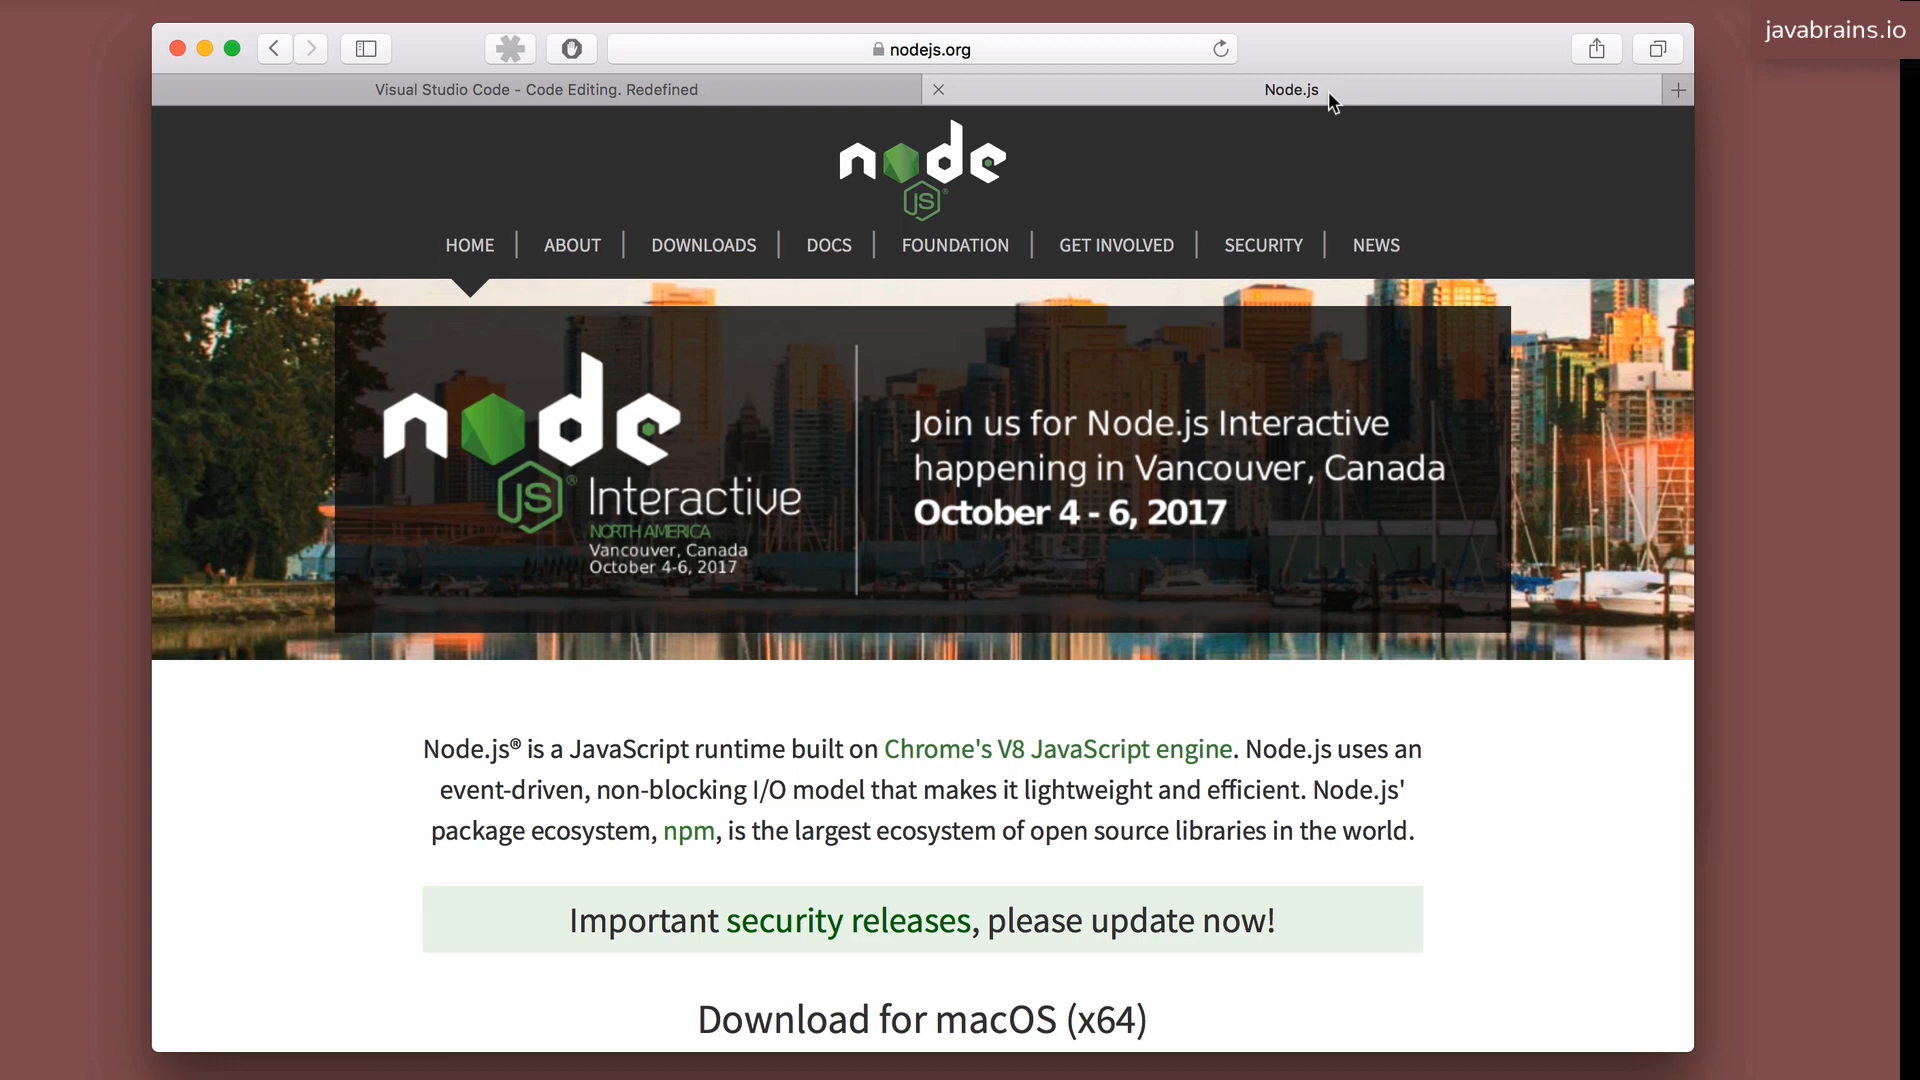 javabrains.io
nodejs.org
Visual Studio Code - Code Editing. Redefined
Node.js
node
JS
HOME | ABOUT | DOWNLOADS | DOCS | FOUNDATION | GET INVOLVED | SECURITY | NEWS
node
JS® Interactive
NORTH AMERICA
Vancouver, Canada
October 4-6, 2017
Join us for Node.js Interactive
happening in Vancouver, Canada
October 4 - 6, 2017
Node.js® is a JavaScript runtime built on Chrome's V8 JavaScript engine. Node.js uses an
event-driven, non-blocking I/O model that makes it lightweight and efficient. Node.js'
package ecosystem, npm, is the largest ecosystem of open source libraries in the world.
Important security releases, please update now!
Download for macOS (x64)